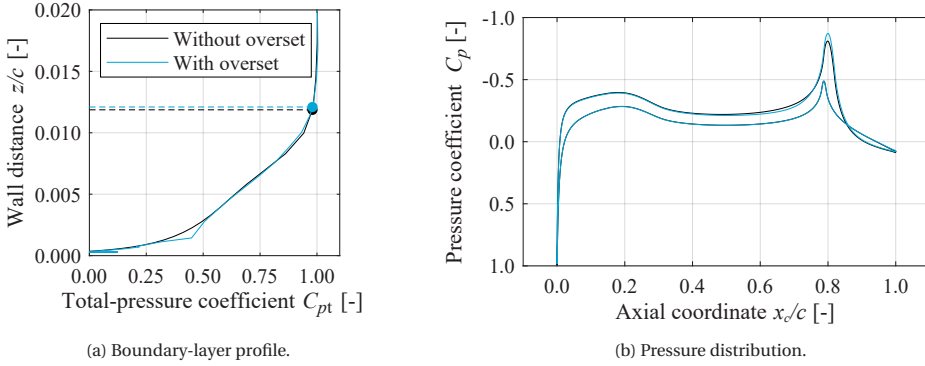 0.020
0.015
0.010
0.005
0.000
Wall distance z/c [-]
Without overset
With overset
0.00 0.25 0.50 0.75 1.00
Total-pressure coefficient C_pt [-]
(a) Boundary-layer profile.
-1.0
-0.5
0.0
0.5
1.0
Pressure coefficient C_p [-]
0.0 0.2 0.4 0.6 0.8 1.0
Axial coordinate x_c/c [-]
(b) Pressure distribution.